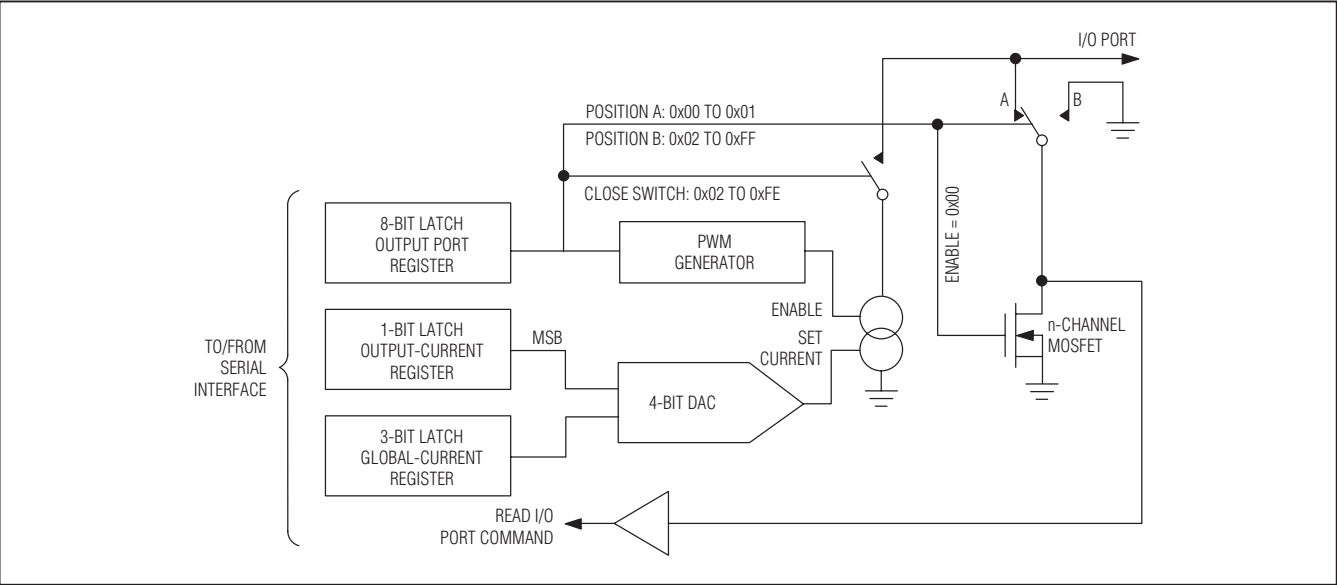 I/O PORT
A
B
POSITION A: 0x00 TO 0x01
POSITION B: 0x02 TO 0xFF
CLOSE SWITCH: 0x02 TO 0xFE
ENABLE = 0x00
8-BIT LATCH
OUTPUT PORT
REGISTER
PWM
GENERATOR
ENABLE
SET
CURRENT
n-CHANNEL
MOSFET
1-BIT LATCH
OUTPUT-CURRENT
REGISTER
MSB
TO/FROM
SERIAL
INTERFACE
4-BIT DAC
3-BIT LATCH
GLOBAL-CURRENT
REGISTER
READ I/O
PORT COMMAND